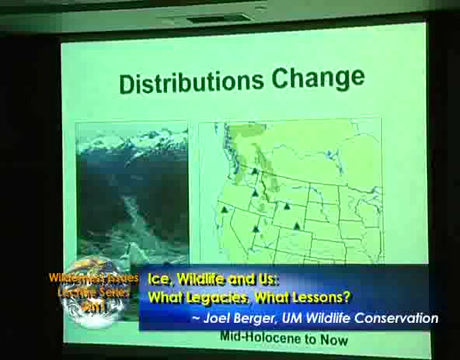 Distributions Change
Wilderness Issues
Lecture Series
2011
Ice, Wildlife and Us:
What Legacies, What Lessons?
~ Joel Berger, UM Wildlife Conservation
Mid-Holocene to Now